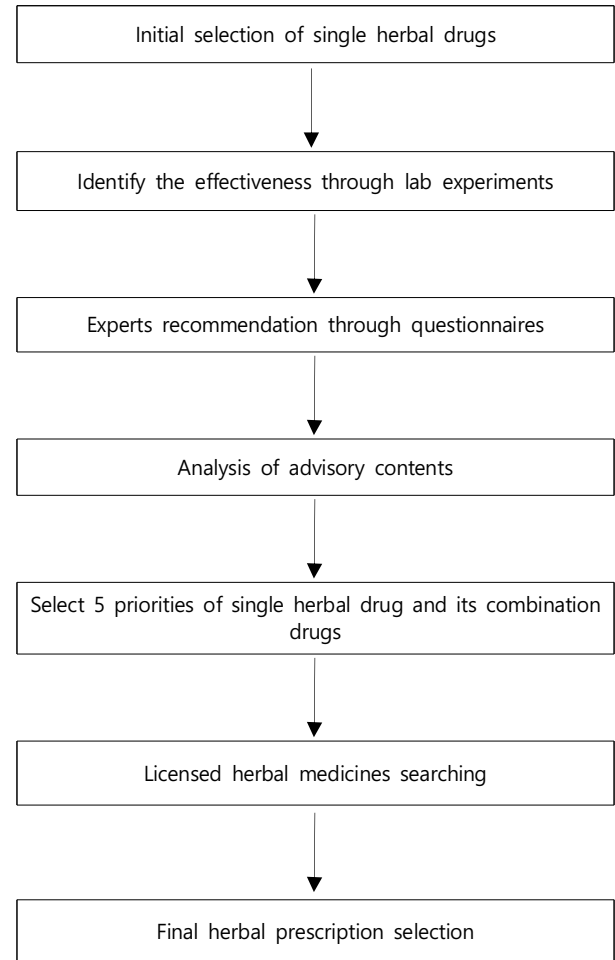 Initial selection of single herbal drugs
Identify the effectiveness through lab experiments
Experts recommendation through questionnaires
Analysis of advisory contents
Select 5 priorities of single herbal drug and its combination
drugs
Licensed herbal medicines searching
Final herbal prescription selection